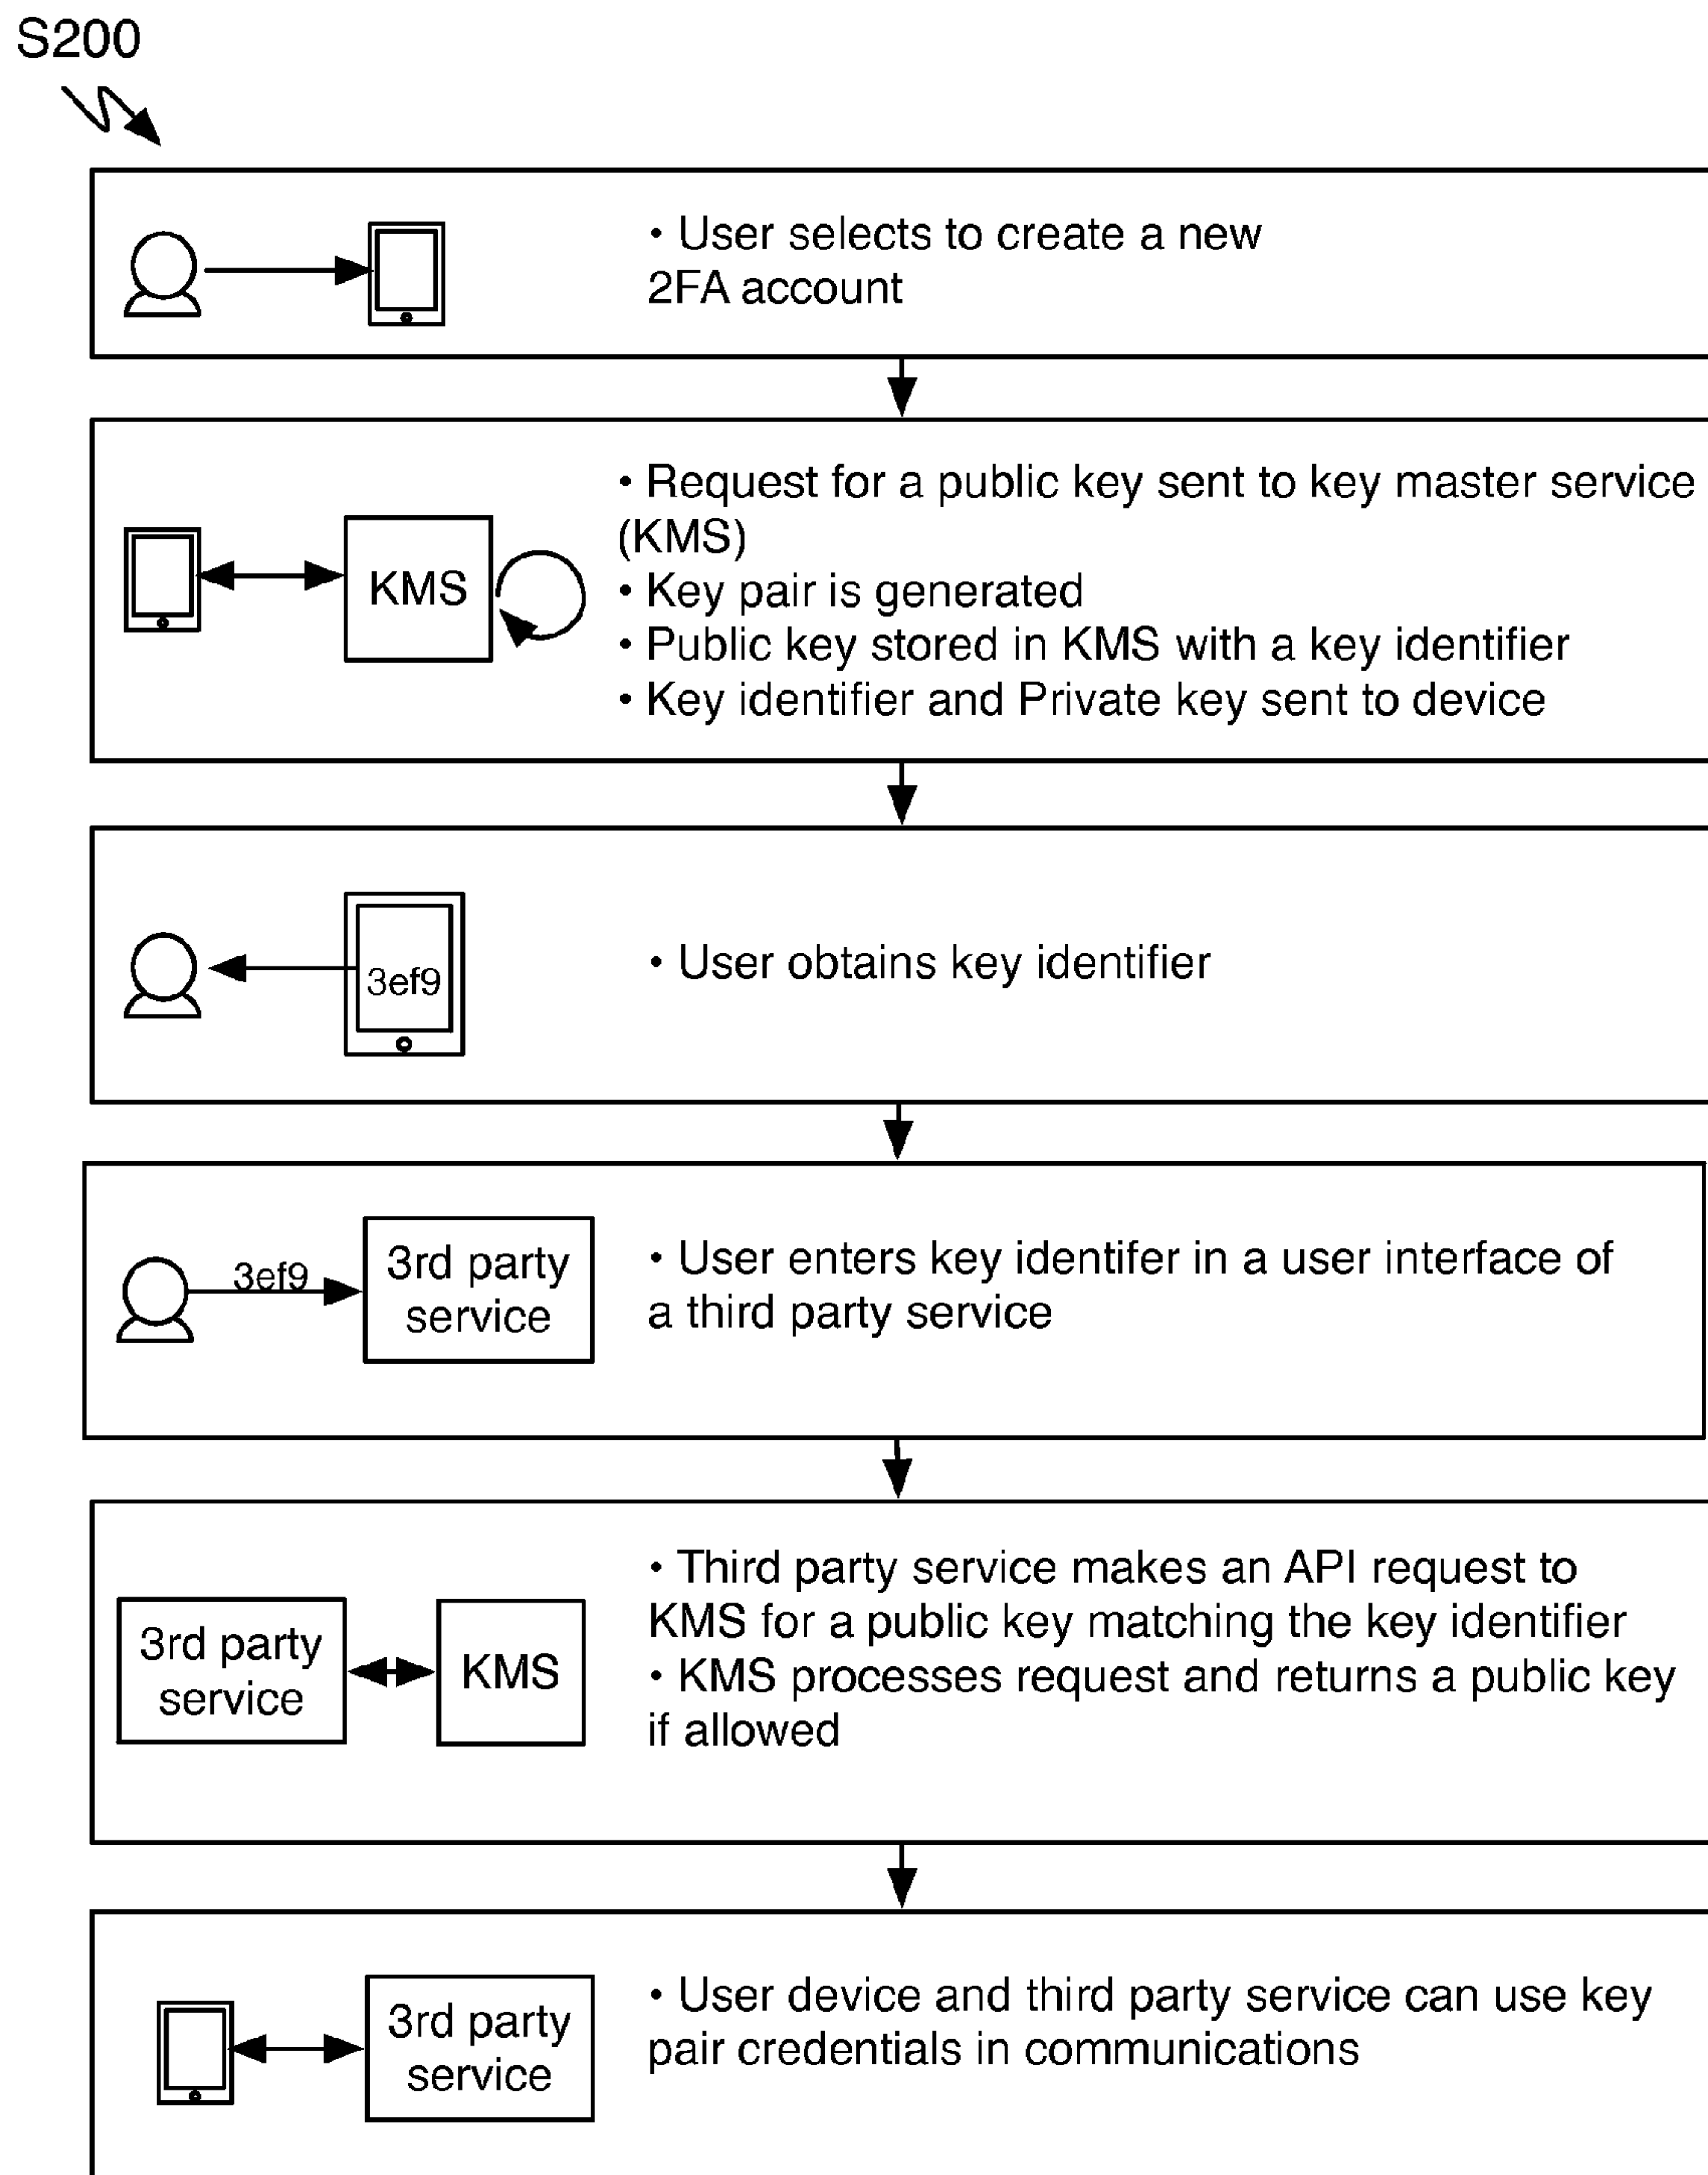 S200
• User selects to create a new
2FA account
KMS
• Request for a public key sent to key master service
(KMS)
• Key pair is generated
• Public key stored in KMS with a key identifier
• Key identifier and Private key sent to device
3ef9
• User obtains key identifier
3ef9
3rd party
service
• User enters key identifer in a user interface of
a third party service
3rd party
service
KMS
• Third party service makes an API request to
KMS for a public key matching the key identifier
• KMS processes request and returns a public key
if allowed
3rd party
service
• User device and third party service can use key
pair credentials in communications